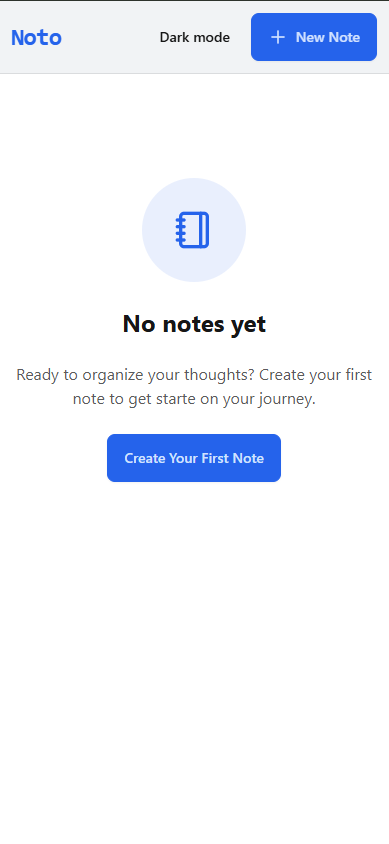 Noto
Dark mode
New Note
No notes yet
Ready to organize your thoughts? Create your first
note to get starte on your journey.
Create Your First Note